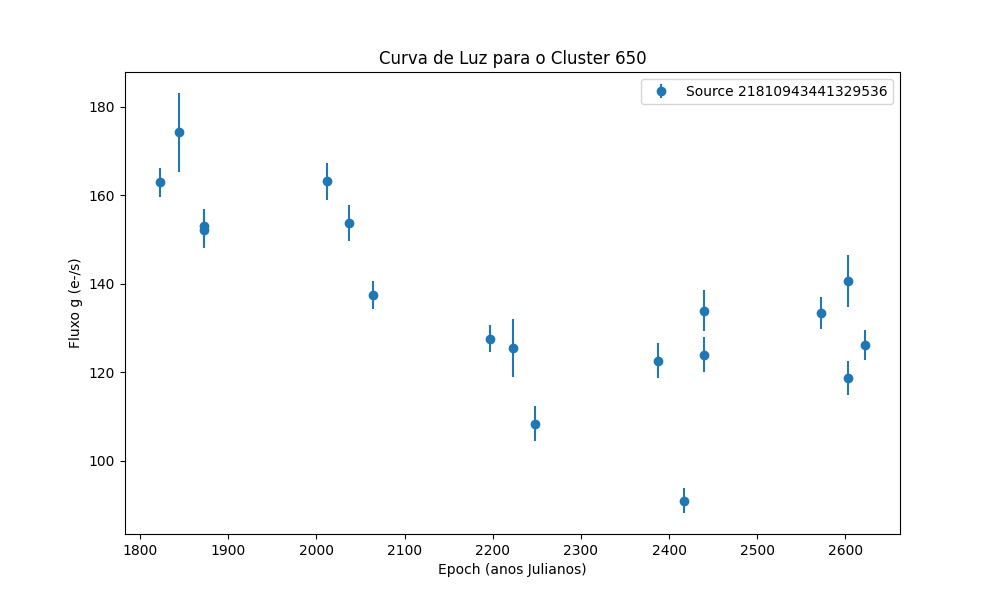 Curva de Luz para o Cluster 650
Source 21810943441329536
Fluxo g (e-/s)
180
160
140
120
100
1800 1900 2000 2100 2200 2300 2400 2500 2600
Epoch (anos Julianos)